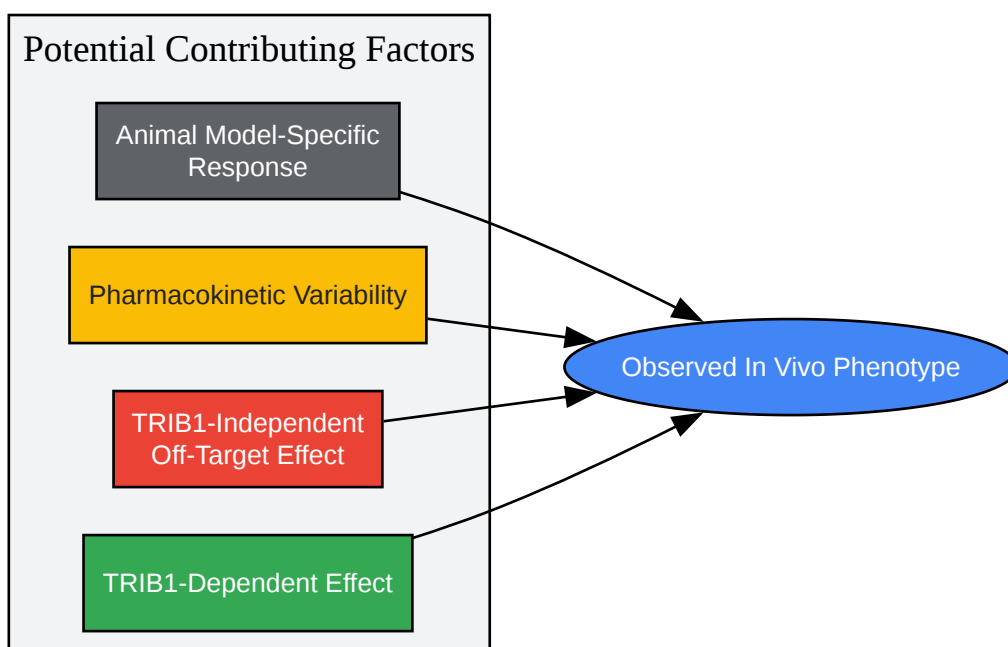 Potential Contributing Factors
Animal Model-Specific
Response
Pharmacokinetic Variability
TRIB1-Independent
Off-Target Effect
TRIB1-Dependent Effect
Observed In Vivo Phenotype